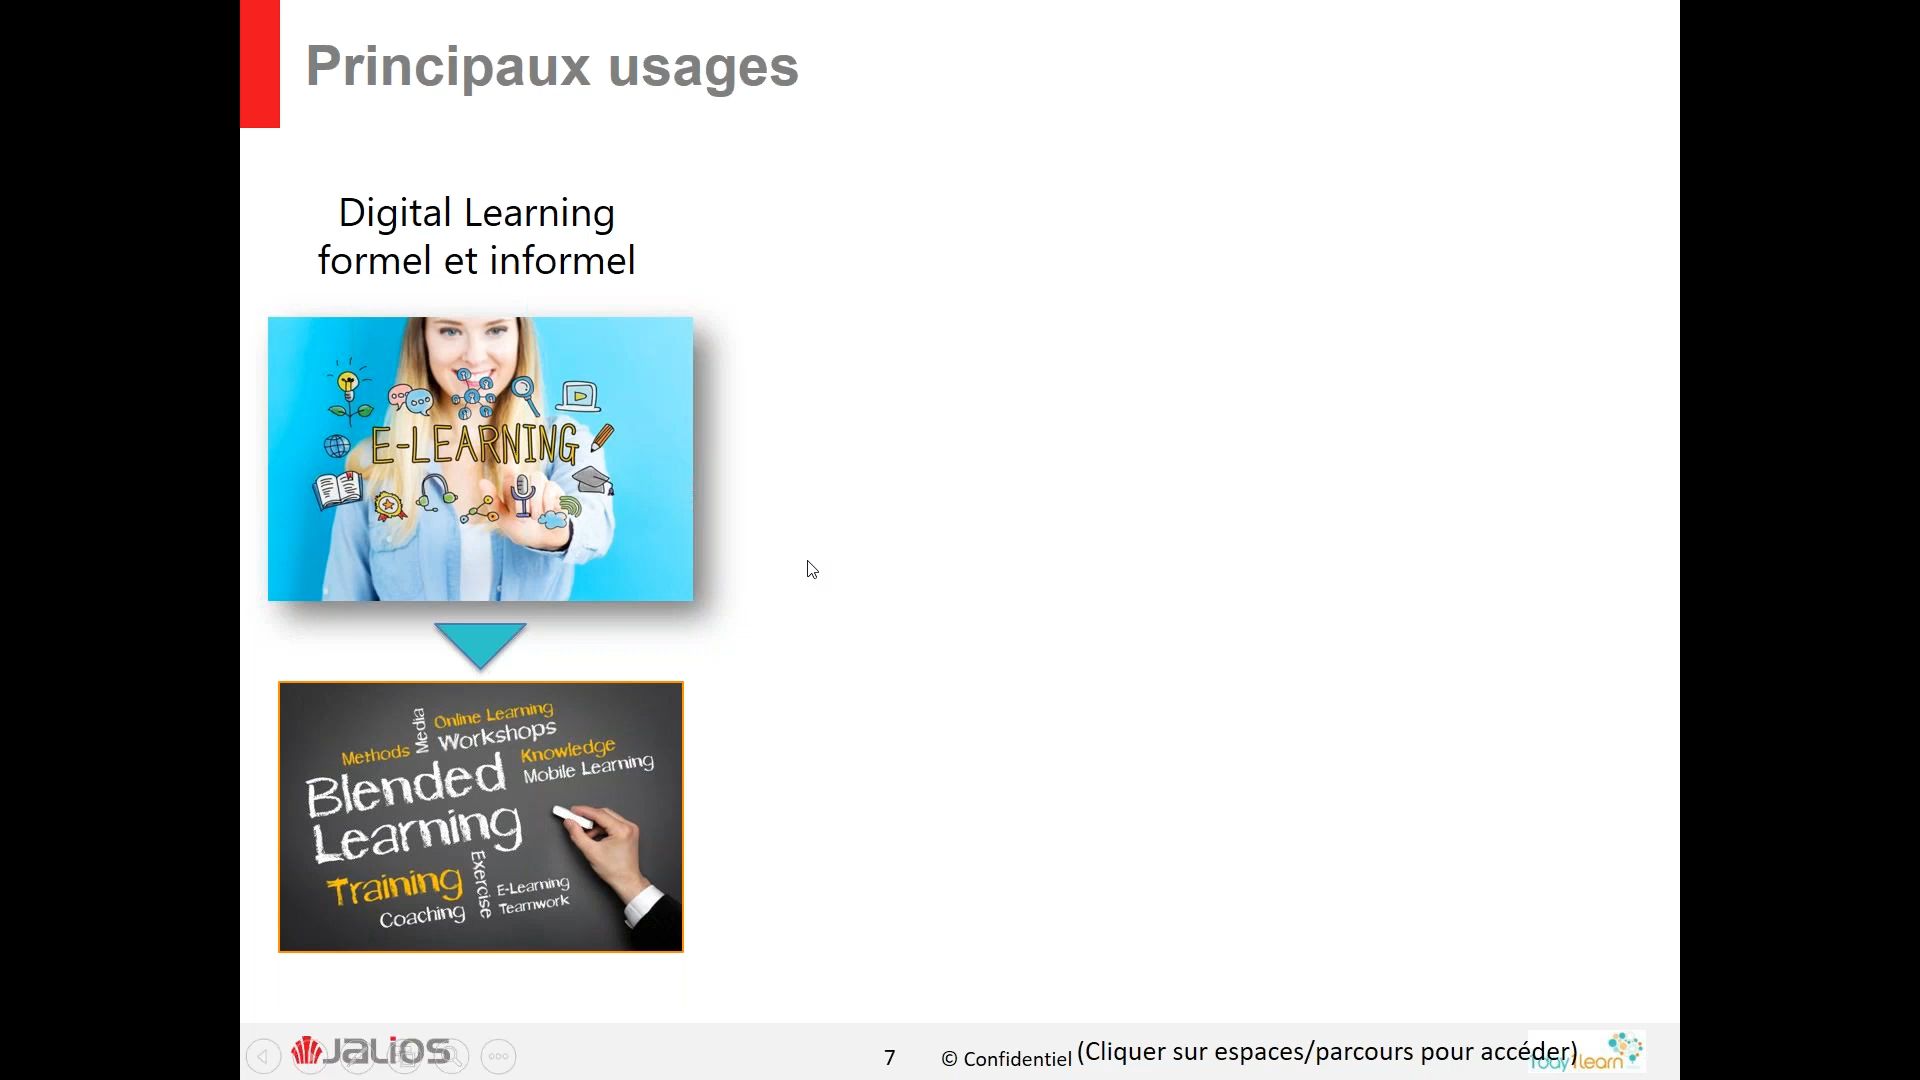 Principaux usages
Digital Learning
formel et informel
E-LEARNING
Media
Online Learning
Methods
Workshops
Knowledge
Blended
Mobile Learning
Learning
Training
Exercise
E-Learning
Coaching
Teamwork
JALIOS
7
© Confidentiel
(Cliquer sur espaces/parcours pour accéder)
learn